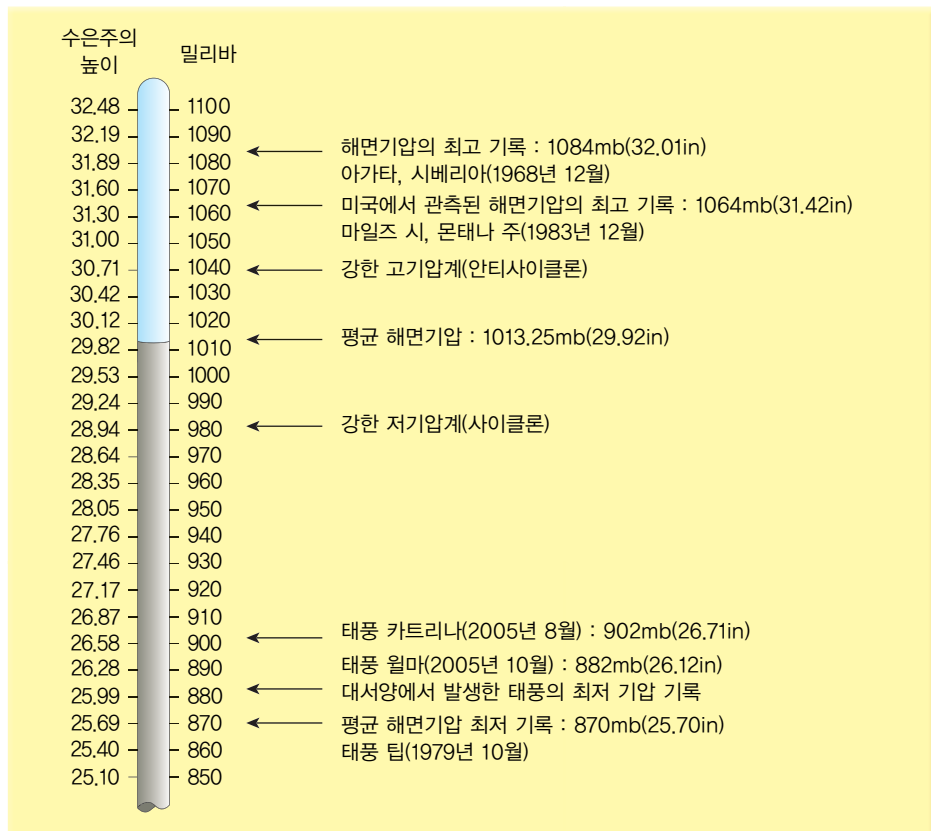 수은주의
높이
밀리바
32.48 1100
32.19 1090
31.89 1080
31.60 1070
31.30 1060
31.00 1050
30.71 1040
30.42 1030
30.12 1020
29.82 1010
29.53 1000
29.24 990
28.94 980
28.64 970
28.35 960
28.05 950
27.76 940
27.46 930
27.17 920
26.87 910
26.58 900
26.28 890
25.99 880
25.69 870
25.40 860
25.10 850
해면기압의 최고 기록 : 1084mb(32.01in)
아가타, 시베리아(1968년 12월)
미국에서 관측된 해면기압의 최고 기록 : 1064mb(31.42in)
마일즈 시, 몬태나 주(1983년 12월)
강한 고기압계(안티사이클론)
평균 해면기압 : 1013.25mb(29.92in)
강한 저기압계(사이클론)
태풍 카트리나(2005년 8월) : 902mb(26.71in)
태풍 윌마(2005년 10월) : 882mb(26.12in)
대서양에서 발생한 태풍의 최저 기압 기록
평균 해면기압 최저 기록 : 870mb(25.70in)
태풍 팁(1979년 10월)